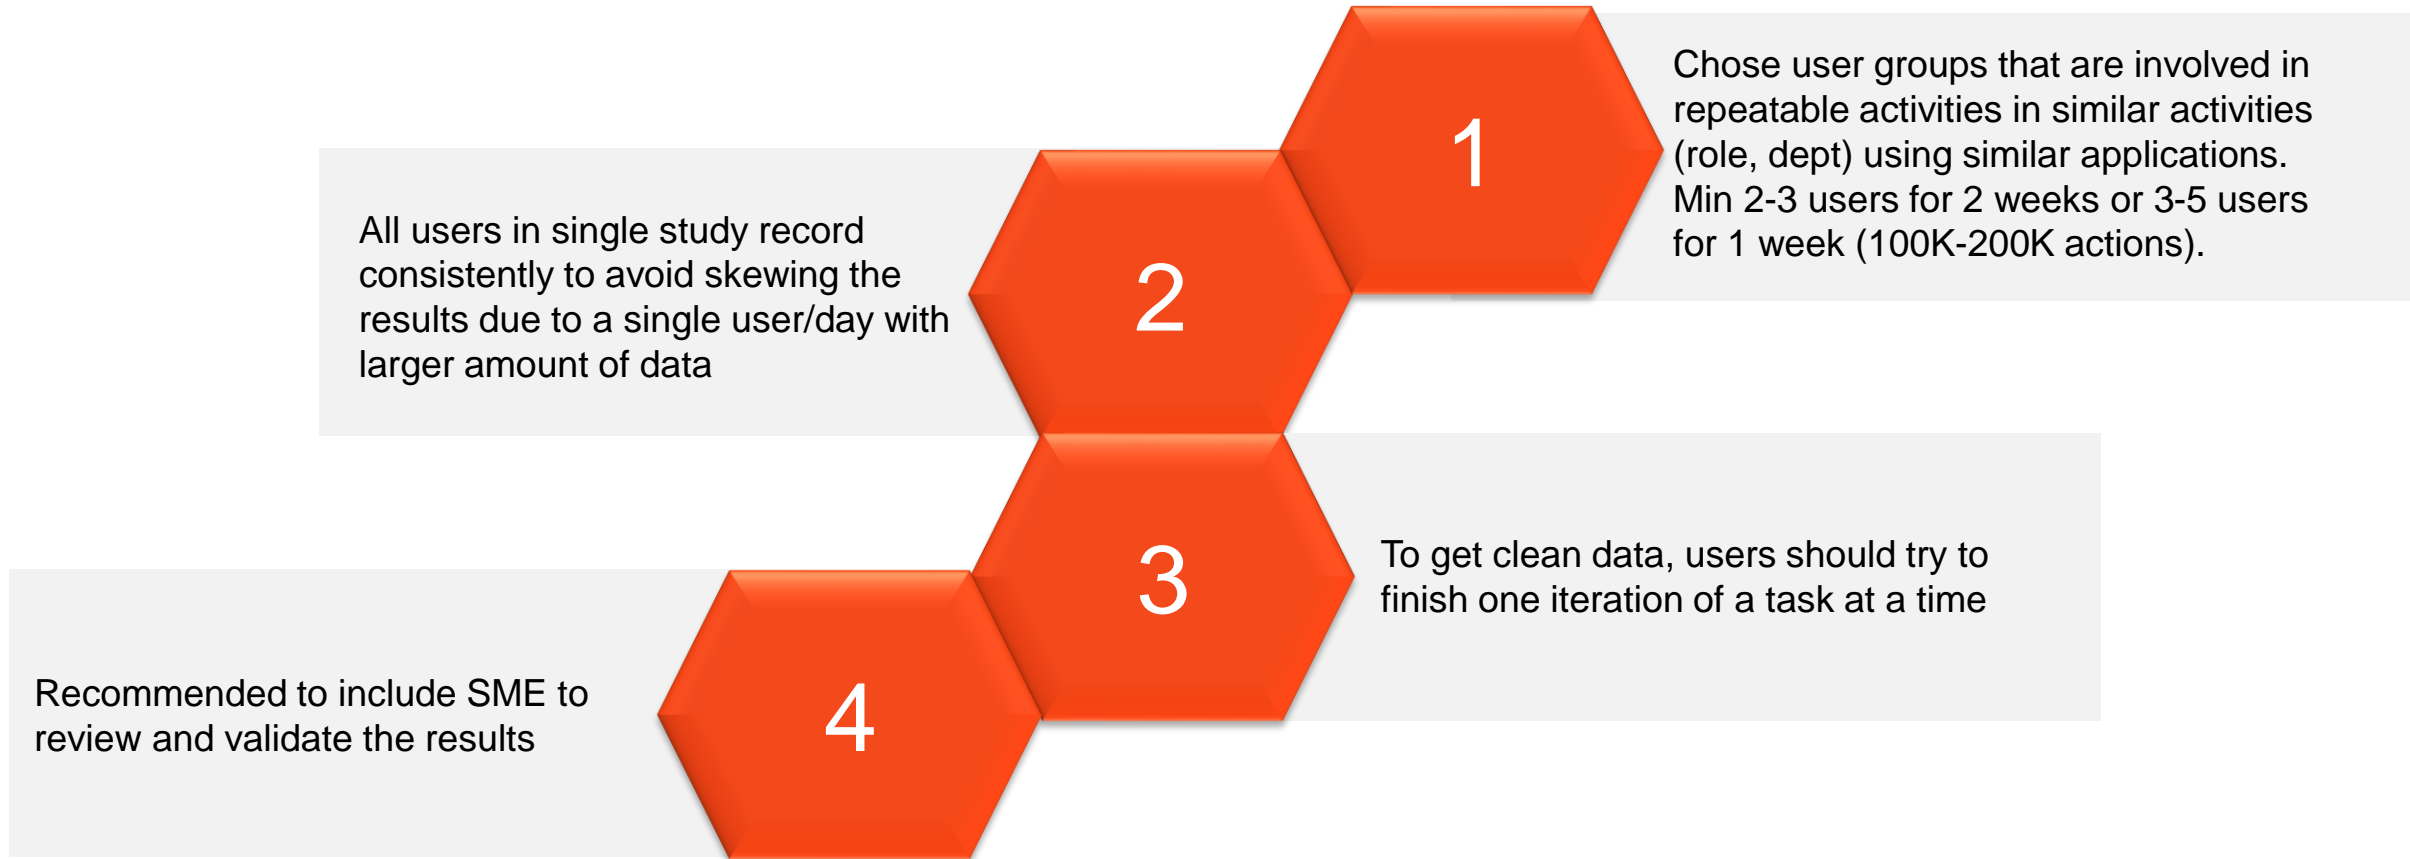 1
Chose user groups that are involved in
repeatable activities in similar activities
(role, dept) using similar applications.
Min 2-3 users for 2 weeks or 3-5 users
for 1 week (100K-200K actions).
2
All users in single study record
consistently to avoid skewing the
results due to a single user/day with
larger amount of data
3
To get clean data, users should try to
finish one iteration of a task at a time
4
Recommended to include SME to
review and validate the results